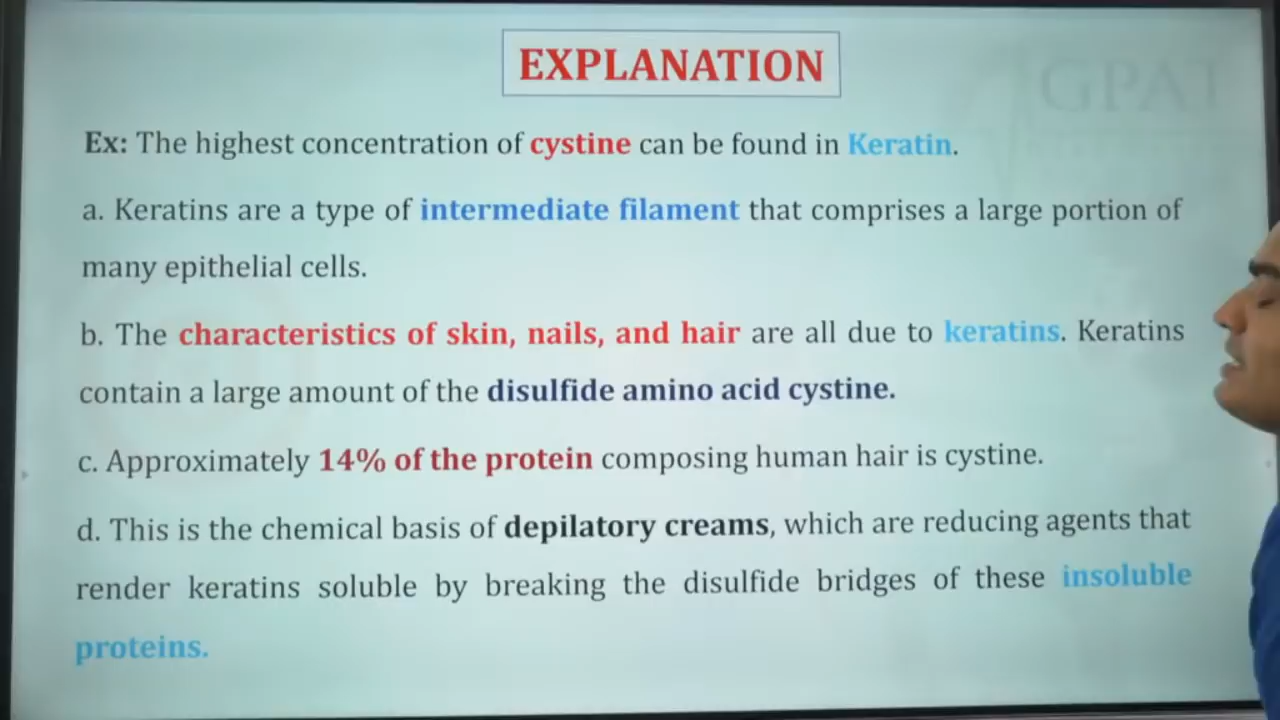 EXPLANATION
GPAT
Ex: The highest concentration of cystine can be found in Keratin.
a. Keratins are a type of intermediate filament that comprises a large portion of
many epithelial cells.
b. The characteristics of skin, nails, and hair are all due to keratins. Keratins
contain a large amount of the disulfide amino acid cystine.
c. Approximately 14% of the protein composing human hair is cystine.
d. This is the chemical basis of depilatory creams, which are reducing agents that
render keratins soluble by breaking the disulfide bridges of these insoluble
proteins.